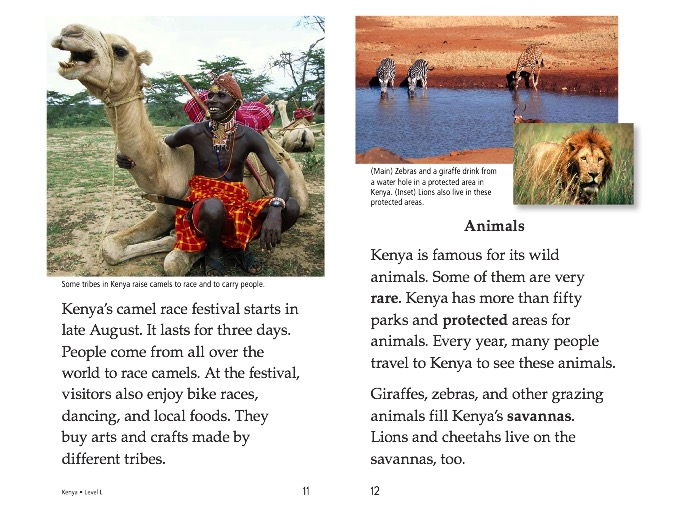 Some tribes in Kenya raise camels to race and to carry people.
Kenya's camel race festival starts in
late August. It lasts for three days.
People come from all over the
world to race camels. At the festival,
visitors also enjoy bike races,
dancing, and local foods. They
buy arts and crafts made by
different tribes.
Kenya • Level L
11
(Main) Zebras and a giraffe drink from
a water hole in a protected area in
Kenya. (Inset) Lions also live in these
protected areas.
Animals
Kenya is famous for its wild
animals. Some of them are very
rare. Kenya has more than fifty
parks and protected areas for
animals. Every year, many people
travel to Kenya to see these animals.
Giraffes, zebras, and other grazing
animals fill Kenya's savannas.
Lions and cheetahs live on the
savannas, too.
12